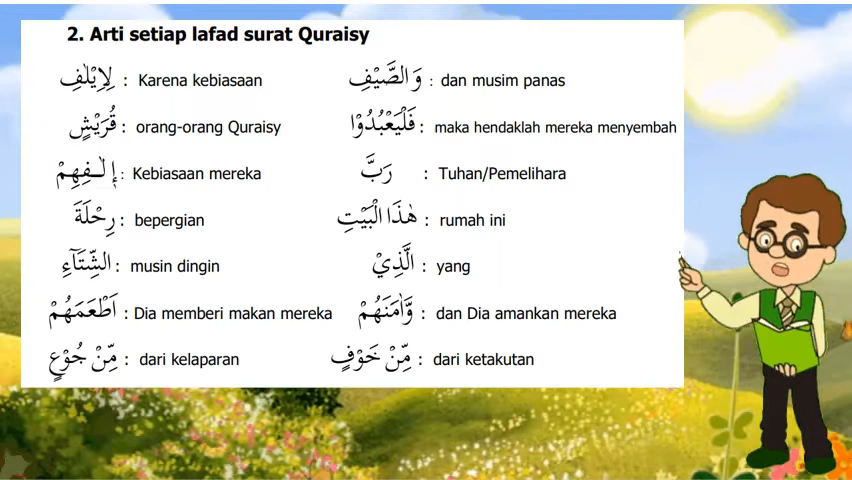 2. Arti setiap lafad surat Quraisy
لِاِيْلٰفِ : Karena kebiasaan
وَالصَّيْفِ : dan musim panas
قُرَيْشٍ : orang-orang Quraisy
فَلْيَعْبُدُوْا : maka hendaklah mereka menyembah
اٖلٰـفِهِمْ : Kebiasaan mereka
رَبَّ : Tuhan/Pemelihara
رِحْلَةَ : bepergian
هٰذَا الْبَيْتِ : rumah ini
الشِّتَاۤءِ : musin dingin
الَّذِيْ : yang
اَطْعَمَهُمْ : Dia memberi makan mereka
وَّاٰمَنَهُمْ : dan Dia amankan mereka
مِّنْ جُوْعٍ : dari kelaparan
مِّنْ خَوْفٍ : dari ketakutan